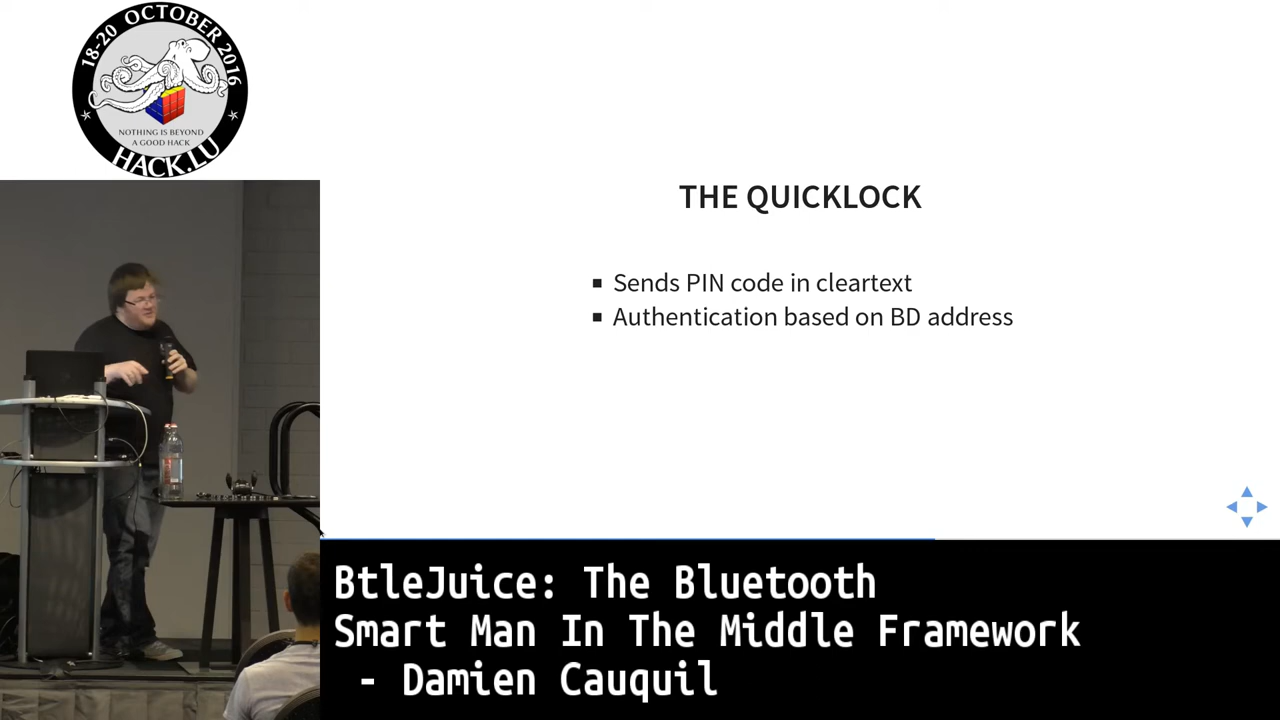 18-20 OCTOBER 2016
NOTHING IS BEYOND
A GOOD HACK
HACK.LU
THE QUICKLOCK
Sends PIN code in cleartext
Authentication based on BD address
BtleJuice: The Bluetooth
Smart Man In The Middle Framework
- Damien Cauquil